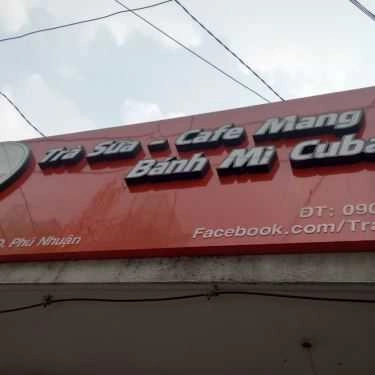 Trà Sữa - Cafe Mang
Bánh Mì Cuba
ĐT: 090
Q. Phú Nhuận
Facebook.com/Tra